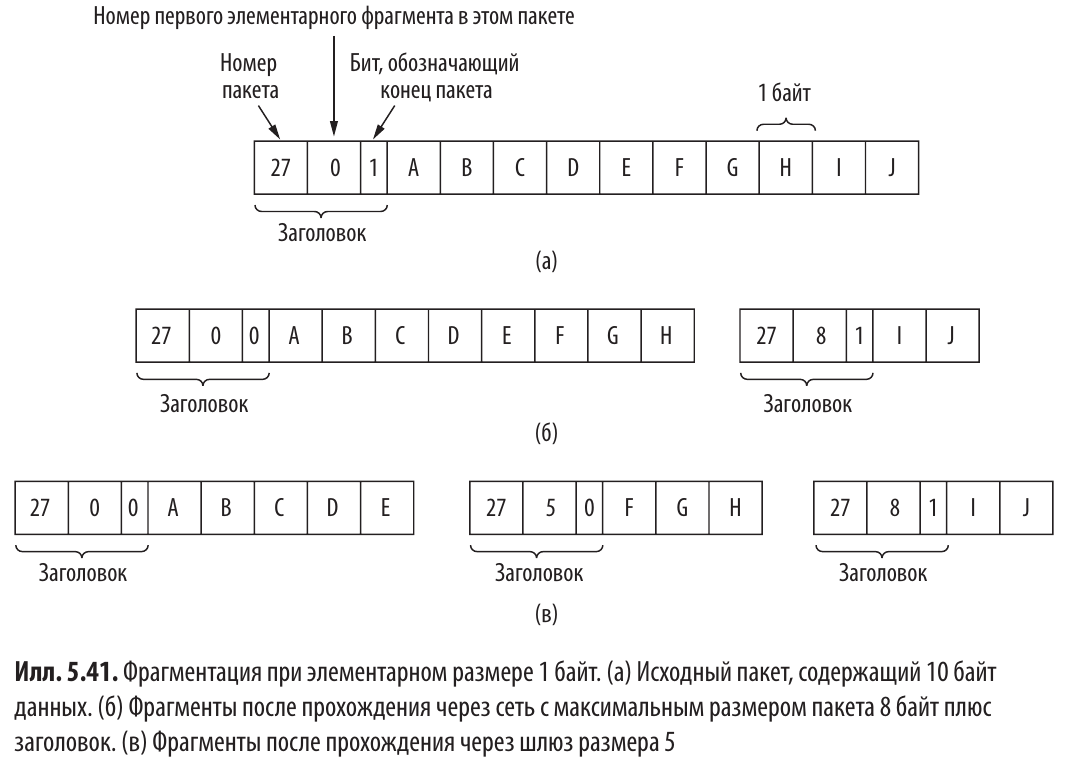 Номер первого элементарного фрагмента в этом пакете
Номер пакета
Бит, обозначающий конец пакета
1 байт
27 0 1 A B C D E F G H I J
Заголовок
(а)
27 0 0 A B C D E F G H
27 8 1 I J
Заголовок
Заголовок
(б)
27 0 0 A B C D E
27 5 0 F G H
27 8 1 I J
Заголовок
Заголовок
Заголовок
(в)
Илл. 5.41. Фрагментация при элементарном размере 1 байт. (а) Исходный пакет, содержащий 10 байт
данных. (б) Фрагменты после прохождения через сеть с максимальным размером пакета 8 байт плюс
заголовок. (в) Фрагменты после прохождения через шлюз размера 5